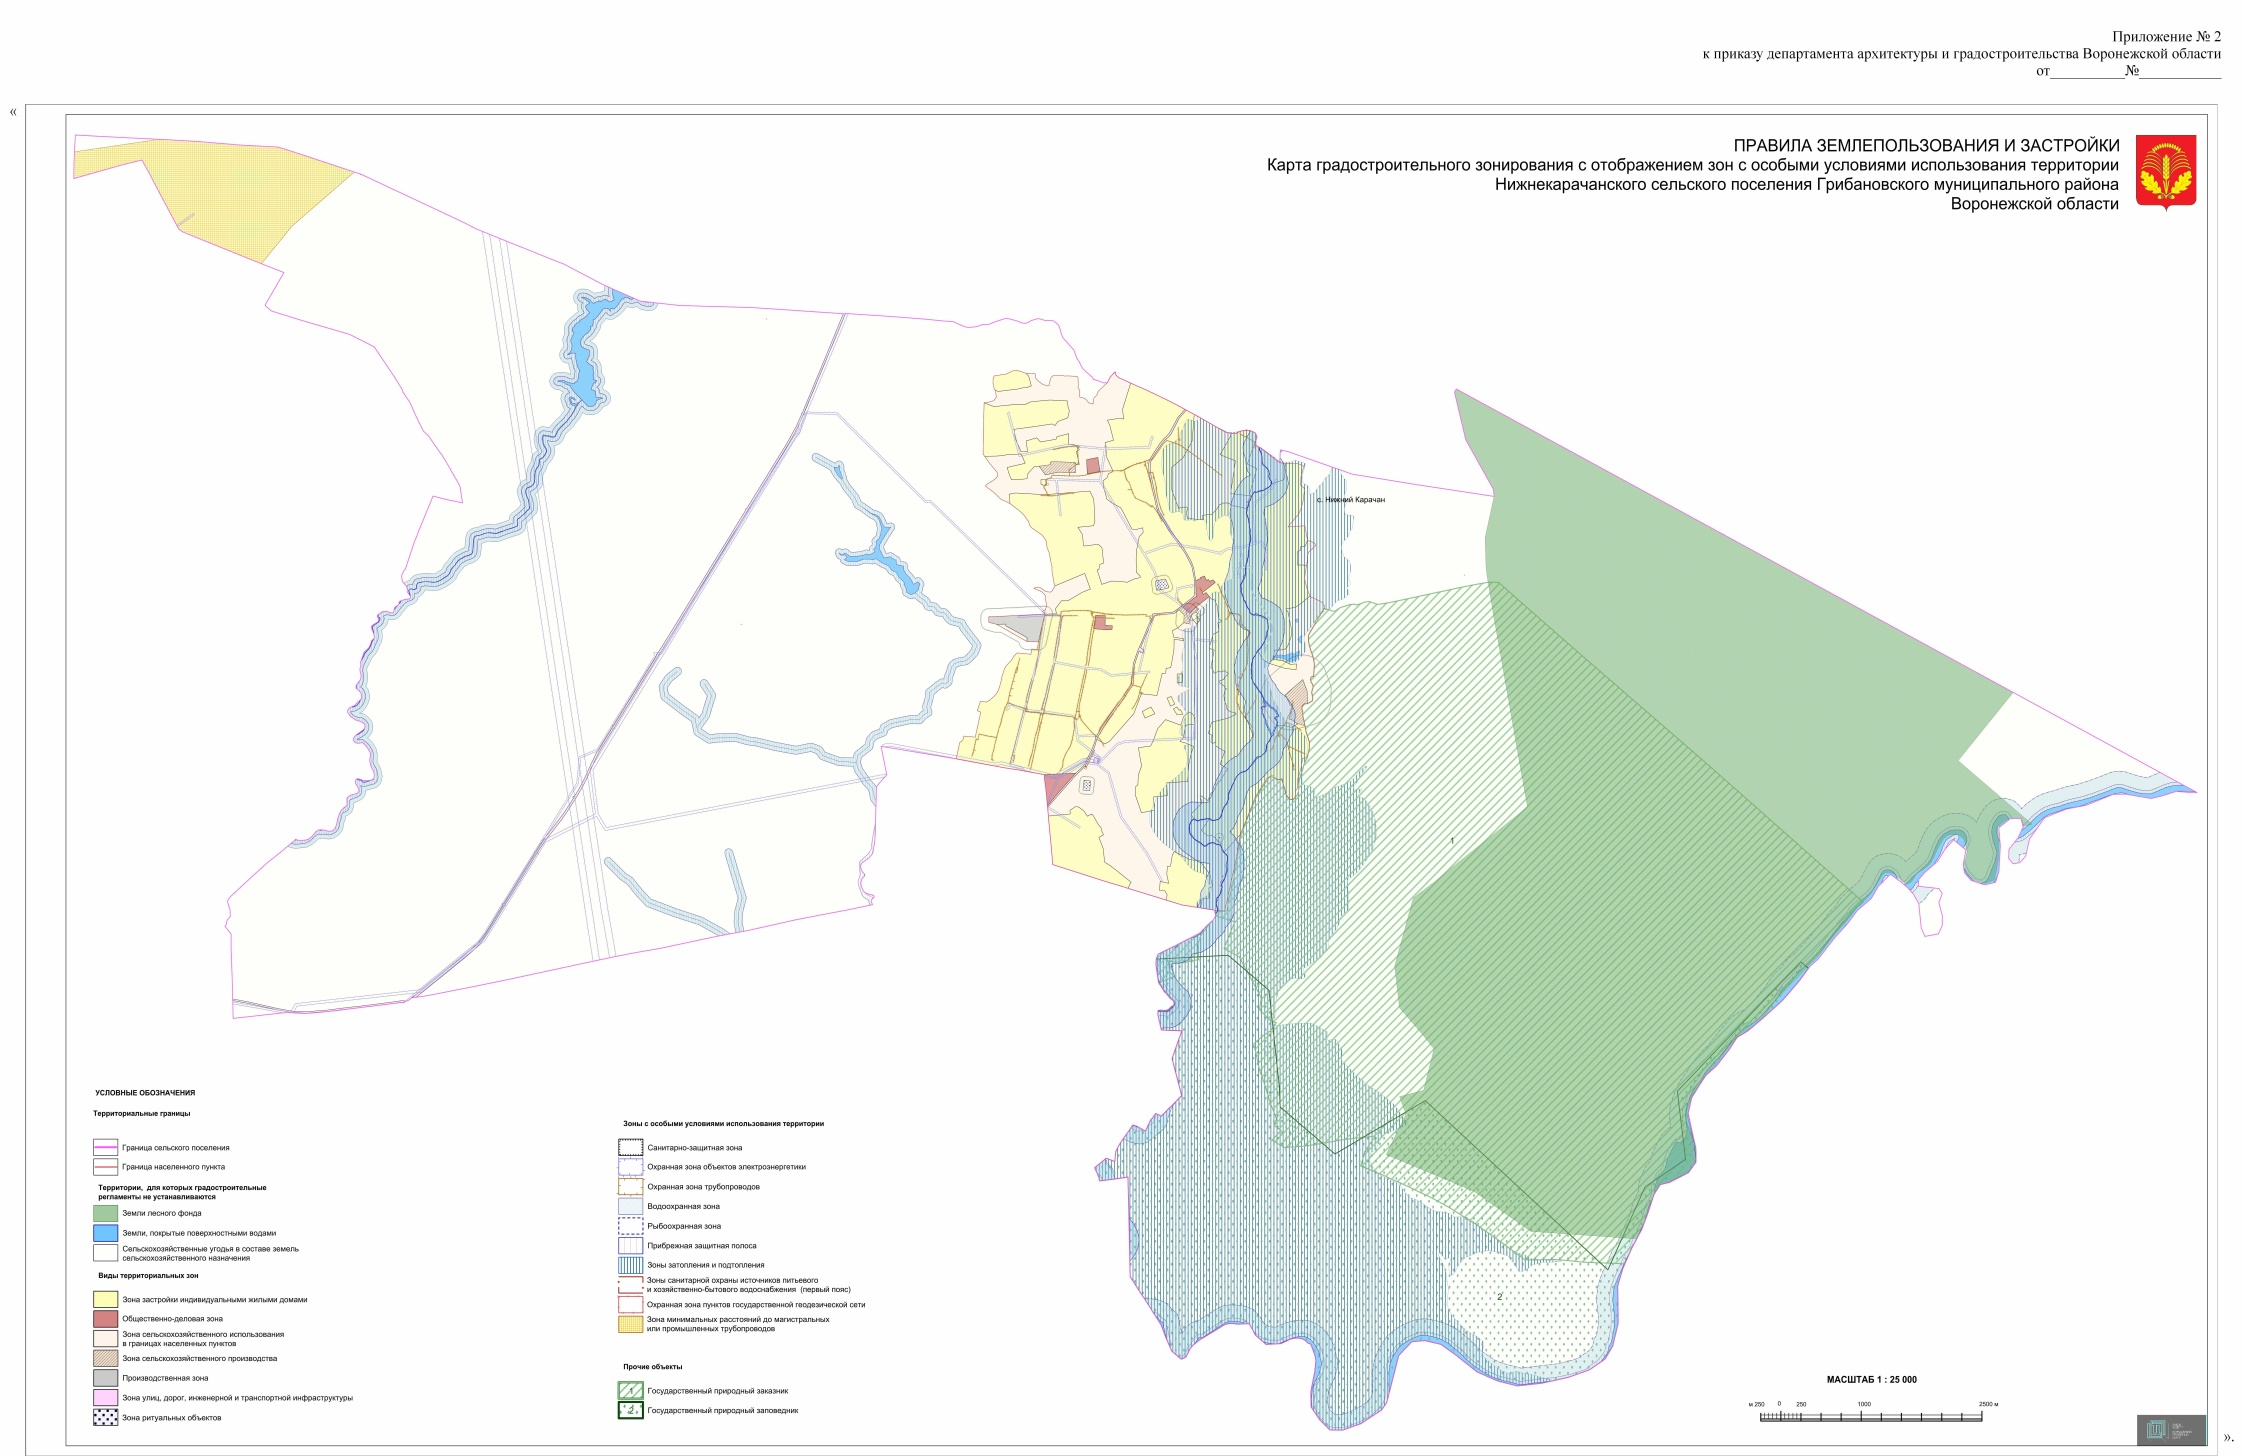 Приложение № 2
к приказу департамента архитектуры и градостроительства Воронежской области
от__________№___________
«
ПРАВИЛА ЗЕМЛЕПОЛЬЗОВАНИЯ И ЗАСТРОЙКИ
Карта градостроительного зонирования с отображением зон с особыми условиями использования территории
Нижнекарачанского сельского поселения Грибановского муниципального района
Воронежской области
с. Нижний Карачан
1
2
УСЛОВНЫЕ ОБОЗНАЧЕНИЯ
Территориальные границы
Граница сельского поселения
Граница населенного пункта
Территории, для которых градостроительные
регламенты не устанавливаются
Земли лесного фонда
Земли, покрытые поверхностными водами
Сельскохозяйственные угодья в составе земель
сельскохозяйственного назначения
Виды территориальных зон
Зона застройки индивидуальными жилыми домами
Общественно-деловая зона
Зона сельскохозяйственного использования
в границах населенных пунктов
Зона сельскохозяйственного производства
Производственная зона
Зона улиц, дорог, инженерной и транспортной инфраструктуры
Зона ритуальных объектов
Зоны с особыми условиями использования территории
Санитарно-защитная зона
Охранная зона объектов электроэнергетики
Охранная зона трубопроводов
Водоохранная зона
Рыбоохранная зона
Прибрежная защитная полоса
Зоны затопления и подтопления
Зоны санитарной охраны источников питьевого
и хозяйственно-бытового водоснабжения (первый пояс)
Охранная зона пунктов государственной геодезической сети
Зона минимальных расстояний до магистральных
или промышленных трубопроводов
Прочие объекты
1 Государственный природный заказник
2 Государственный природный заповедник
МАСШТАБ 1 : 25 000
м 250 0 250 1000 2500 м
».